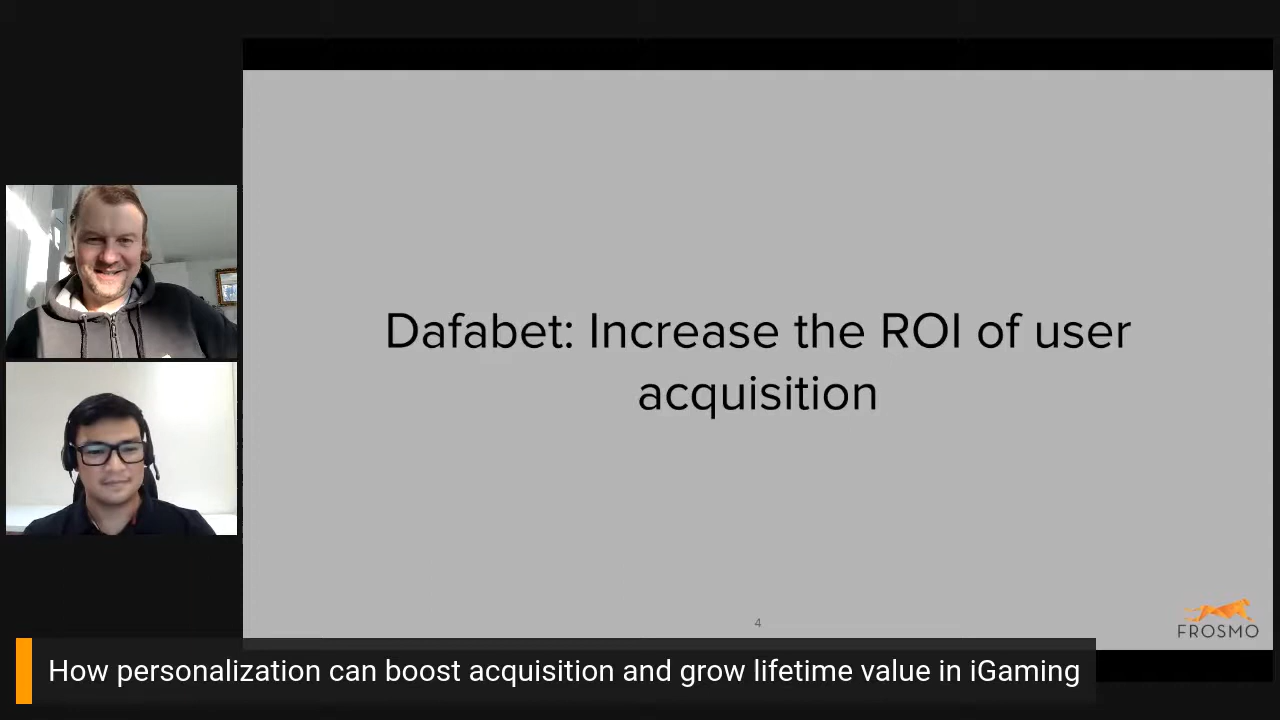 Dafabet: Increase the ROI of user
acquisition
4
FROSMO
How personalization can boost acquisition and grow lifetime value in iGaming